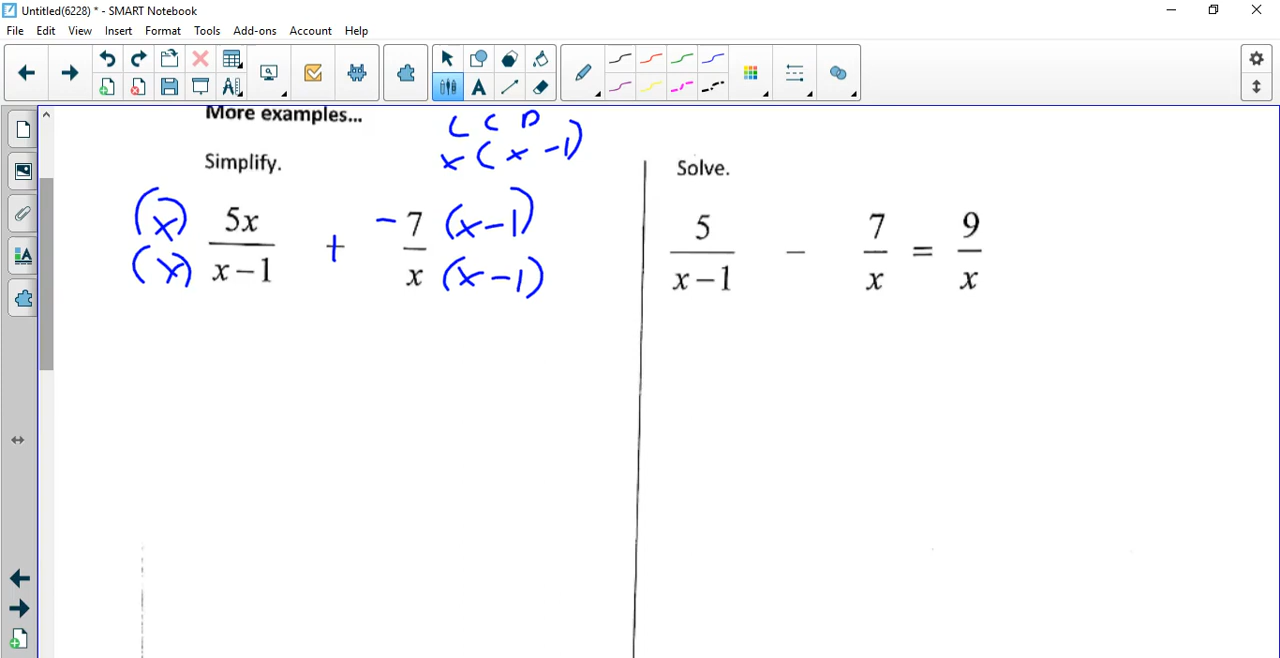 Untitled(6228) * - SMART Notebook
File Edit View Insert Format Tools Add-ons Account Help
More examples...
L C D
x ( x - 1)
Simplify.
(x) 5x + - 7 (x - 1)
(x) x - 1 x (x - 1)
Solve.
5 - 7 = 9
x - 1 x x